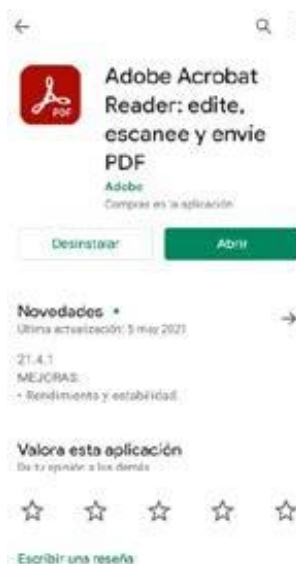 PDF
Adobe Acrobat
Reader: edite,
escanee y envie
PDF
Adobe
Compras en la aplicación
Desinstalar
Abrir
Novedades
Última actualización: 5 may 2021
21.4.1
MEJORAS:
• Rendimiento y estabilidad.
Valora esta aplicación
Da tu opinión a los demás
Escribir una reseña